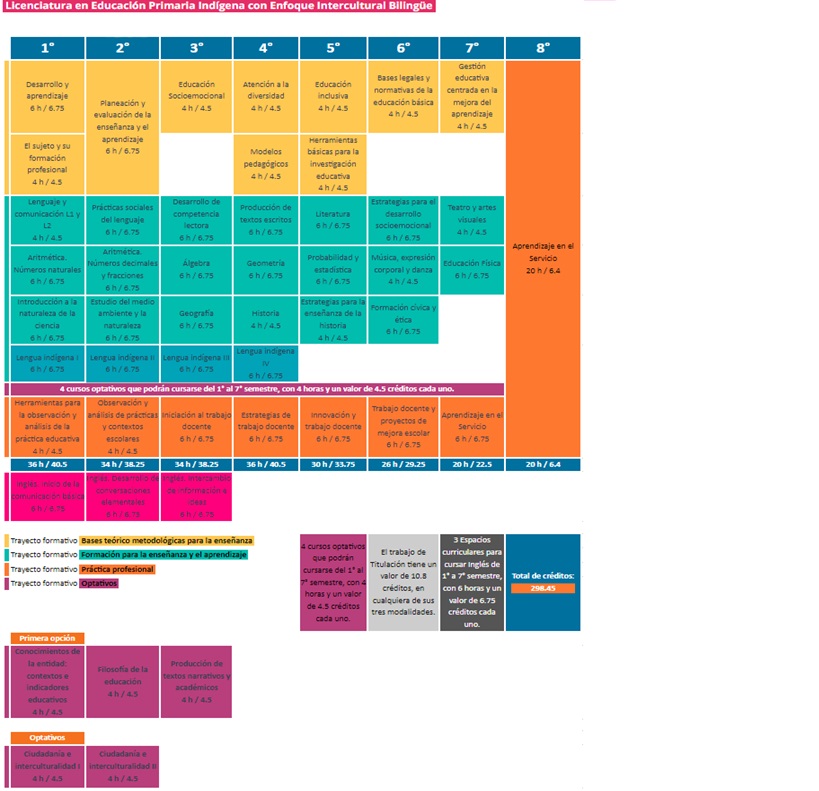 Licenciatura en Educación Primaria Indígena con Enfoque Intercultural Bilingüe
1°
2°
3°
4°
5°
6°
7°
8°
Desarrollo y
aprendizaje
6 h / 6.75
Planeación y
evaluación de la
enseñanza y el
aprendizaje
6 h / 6.75
Educación
Socioemocional
4 h / 4.5
Atención a la
diversidad
4 h / 4.5
Educación
inclusiva
4 h / 4.5
Bases legales y
normativas de la
educación básica
4 h / 4.5
Gestión
educativa
centrada en la
mejora del
aprendizaje
4 h / 4.5
Aprendizaje en el
Servicio
20 h / 6.4
El sujeto y su
formación
profesional
4 h / 4.5
Modelos
pedagógicos
4 h / 4.5
Herramientas
básicas para la
investigación
educativa
4 h / 4.5
Lenguaje y
comunicación L1 y
L2
4 h / 4.5
Prácticas sociales
del lenguaje
6 h / 6.75
Desarrollo de
competencia
lectora
6 h / 6.75
Producción de
textos escritos
6 h / 6.75
Literatura
6 h / 6.75
Estrategias para el
desarrollo
socioemocional
6 h / 6.75
Teatro y artes
visuales
4 h / 4.5
Aritmética.
Números naturales
6 h / 6.75
Aritmética.
Números decimales
y fracciones
6 h / 6.75
Álgebra
6 h / 6.75
Geometría
6 h / 6.75
Probabilidad y
estadística
6 h / 6.75
Música, expresión
corporal y danza
4 h / 4.5
Educación Física
6 h / 6.75
Introducción a la
naturaleza de la
ciencia
6 h / 6.75
Estudio del medio
ambiente y la
naturaleza
6 h / 6.75
Geografía
6 h / 6.75
Historia
4 h / 4.5
Estrategias para la
enseñanza de la
historia
4 h / 4.5
Formación cívica y
ética
6 h / 6.75
Lengua indígena I
6 h / 6.75
Lengua indígena II
6 h / 6.75
Lengua indígena III
6 h / 6.75
Lengua indígena
IV
6 h / 6.75
4 cursos optativos que podrán cursarse del 1° al 7° semestre, con 4 horas y un valor de 4.5 créditos cada uno.
Herramientas para
la observación y
análisis de la
práctica educativa
4 h / 4.5
Observación y
análisis de prácticas
y contextos
escolares
4 h / 4.5
Iniciación al trabajo
docente
6 h / 6.75
Estrategias de
trabajo docente
6 h / 6.75
Innovación y
trabajo docente
6 h / 6.75
Trabajo docente y
proyectos de
mejora escolar
6 h / 6.75
Aprendizaje en el
Servicio
6 h / 6.75
36 h / 40.5
34 h / 38.25
34 h / 38.25
36 h / 40.5
30 h / 33.75
26 h / 29.25
20 h / 22.5
20 h / 6.4
Inglés. Inicio de la
comunicación básica
6 h / 6.75
Inglés. Desarrollo de
conversaciones
elementales
6 h / 6.75
Inglés. Intercambio
de información e
ideas
6 h / 6.75
Trayecto formativo Bases teórico metodológicas para la enseñanza
Trayecto formativo Formación para la enseñanza y el aprendizaje
Trayecto formativo Práctica profesional
Trayecto formativo Optativos
4 cursos optativos
que podrán
cursarse del 1° al
7° semestre, con 4
horas y un valor
de 4.5 créditos
cada uno.
El trabajo de
Titulación tiene un
valor de 10.8
créditos, en
cualquiera de sus
tres modalidades.
3 Espacios
curriculares para
cursar Inglés de
1° a 7° semestre,
con 6 horas y un
valor de 6.75
créditos cada
uno.
Total de créditos:
298.45
Primera opción
Conocimientos de
la entidad:
contextos e
indicadores
educativos
4 h / 4.5
Filosofía de la
educación
4 h / 4.5
Producción de
textos narrativos y
académicos
4 h / 4.5
Optativos
Ciudadanía e
interculturalidad I
4 h / 4.5
Ciudadanía e
interculturalidad II
4 h / 4.5